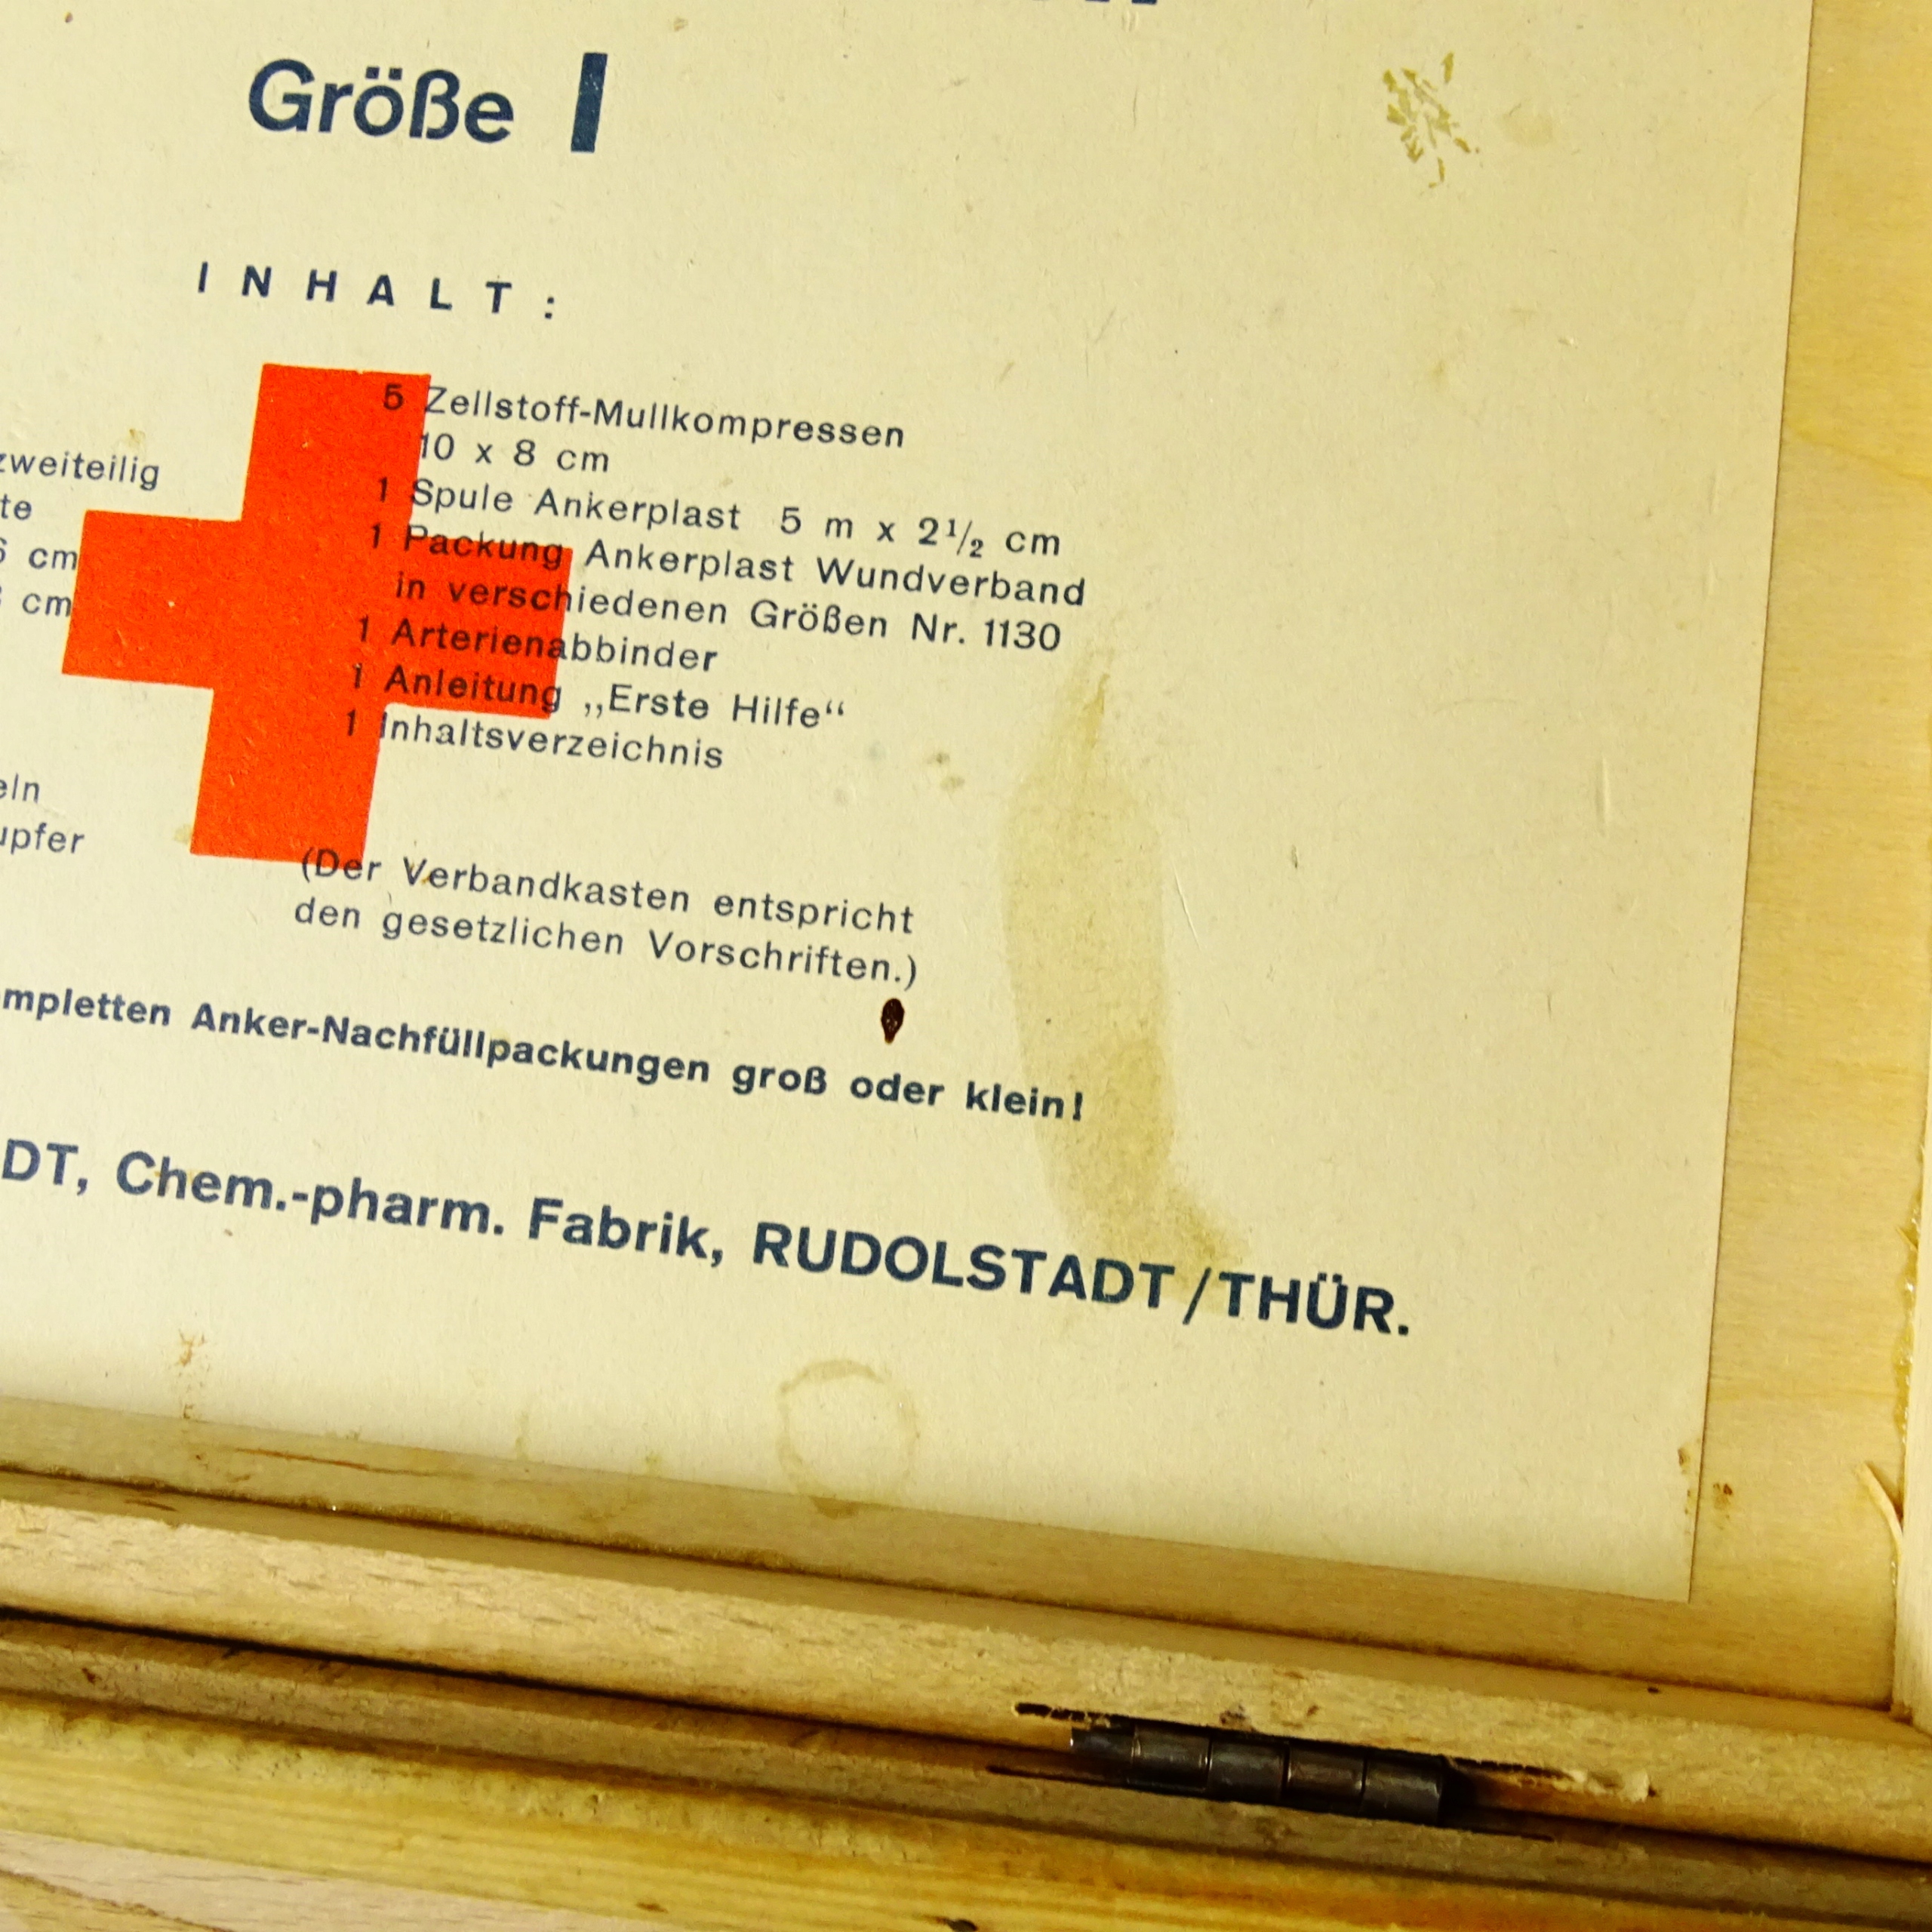 Größe I
INHALT:
zweiteilig
te
cm
cm
eln
upfer
5 Zellstoff-Mullkompressen
10 x 8 cm
1 Spule Ankerplast 5 m x 2 1/2 cm
1 Packung Ankerplast Wundverband
in verschiedenen Größen Nr. 1130
1 Arterienabbinder
1 Anleitung „Erste Hilfe“
1 Inhaltsverzeichnis
(Der Verbandkasten entspricht
den gesetzlichen Vorschriften.)
mpletten Anker-Nachfüllpackungen groß oder klein!
DT, Chem.-pharm. Fabrik, RUDOLSTADT/THÜR.